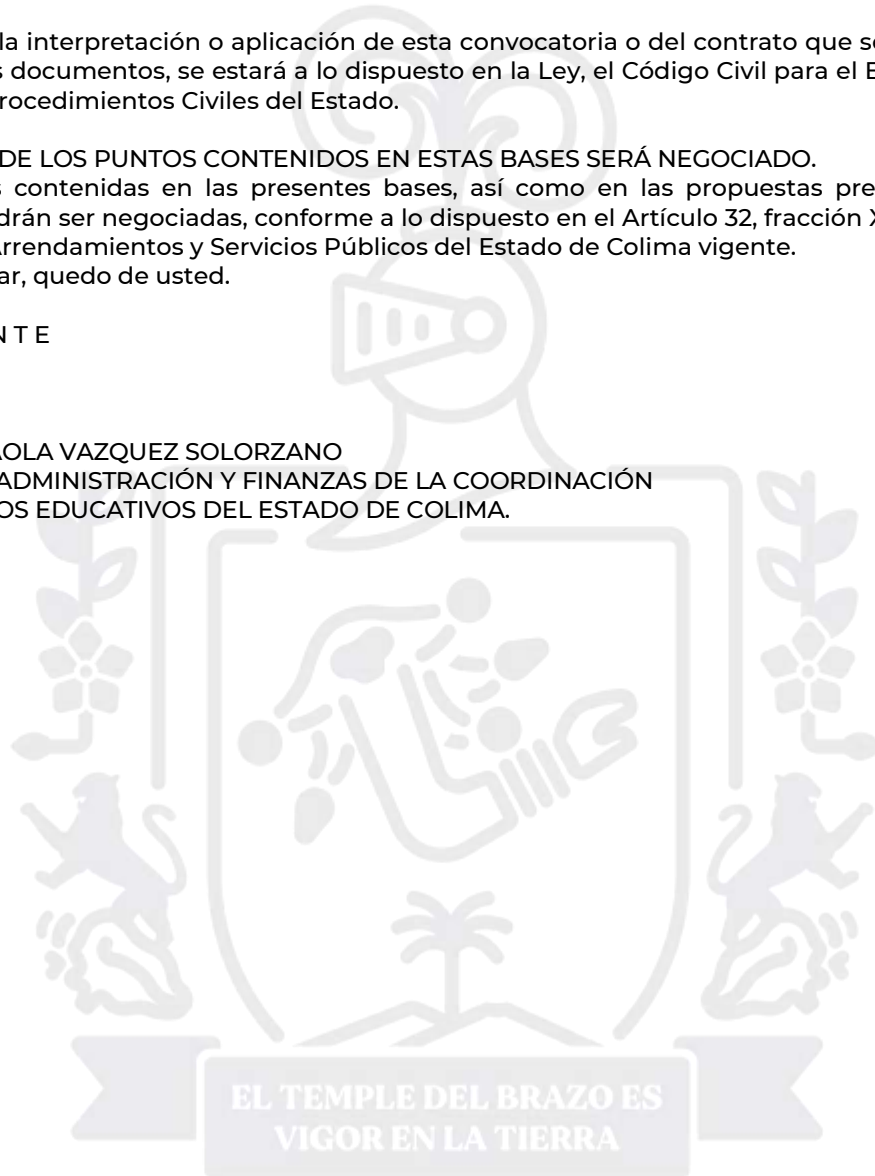 la interpretación o aplicación de esta convocatoria o del contrato que s
documentos, se estará a lo dispuesto en la Ley, el Código Civil para el
rocedimientos Civiles del Estado.
DE LOS PUNTOS CONTENIDOS EN ESTAS BASES SERÁ NEGOCIADO.
s contenidas en las presentes bases, así como en las propuestas pre
drán ser negociadas, conforme a lo dispuesto en el Artículo 32, fracción X
Arrendamientos y Servicios Públicos del Estado de Colima vigente.
ar, quedo de usted.
N T E
AOLA VAZQUEZ SOLORZANO
ADMINISTRACIÓN Y FINANZAS DE LA COORDINACIÓN
OS EDUCATIVOS DEL ESTADO DE COLIMA.
EL TEMPLE DEL BRAZO ES
VIGOR EN LA TIERRA